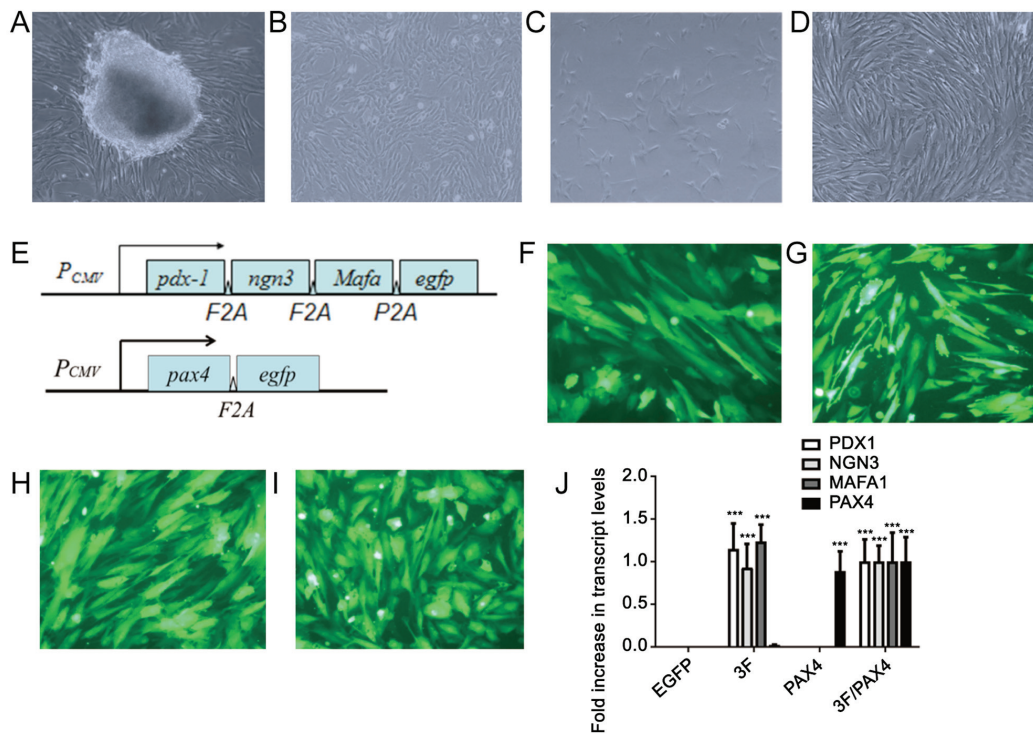 A B C D
E
P CMV pdx-1 ngn3 Mafa egfp
F2A F2A P2A
P CMV pax4 egfp
F2A
F G
H I
J
PDX1
NGN3
MAFA1
PAX4
Fold increase in transcript levels
2.0
1.5
1.0
0.5
0.0
*** *** *** *** *** *** *** ***
EGFP 3F PAX4 3F/PAX4